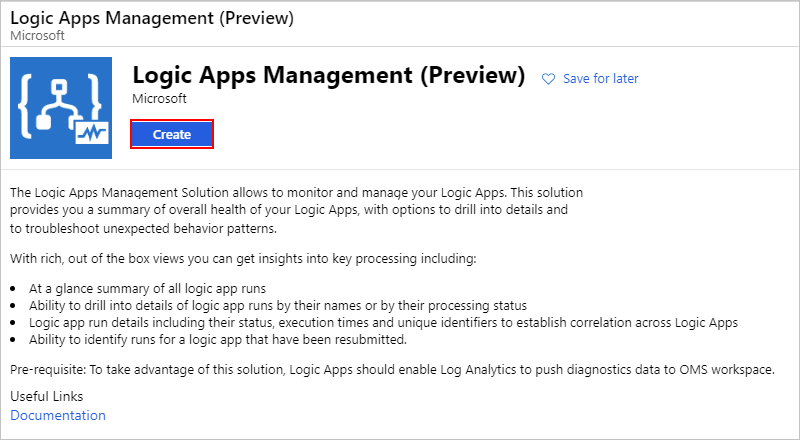 Logic Apps Management (Preview)
Microsoft
Logic Apps Management (Preview)
Save for later
Microsoft
Create
The Logic Apps Management Solution allows to monitor and manage your Logic Apps. This solution
provides you a summary of overall health of your Logic Apps, with options to drill into details and
to troubleshoot unexpected behavior patterns.
With rich, out of the box views you can get insights into key processing including:
• At a glance summary of all logic app runs
• Ability to drill into details of logic app runs by their names or by their processing status
• Logic app run details including their status, execution times and unique identifiers to establish correlation across Logic Apps
• Ability to identify runs for a logic app that have been resubmitted.
Pre-requisite: To take advantage of this solution, Logic Apps should enable Log Analytics to push diagnostics data to OMS workspace.
Useful Links
Documentation